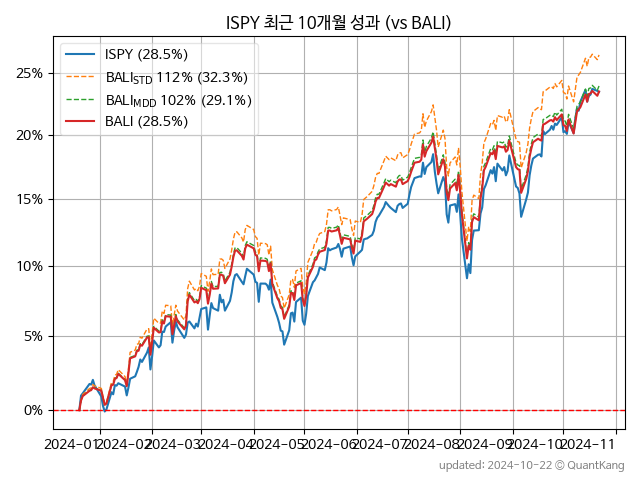 ISPY 최근 10개월 성과 (vs BALI)
ISPY (28.5%)
BALI_STD 112% (32.3%)
BALI_MDD 102% (29.1%)
BALI (28.5%)
25%
20%
15%
10%
5%
0%
2024-01 2024-02 2024-03 2024-04 2024-05 2024-06 2024-07 2024-08 2024-09 2024-10 2024-11
updated: 2024-10-22 © QuantKang